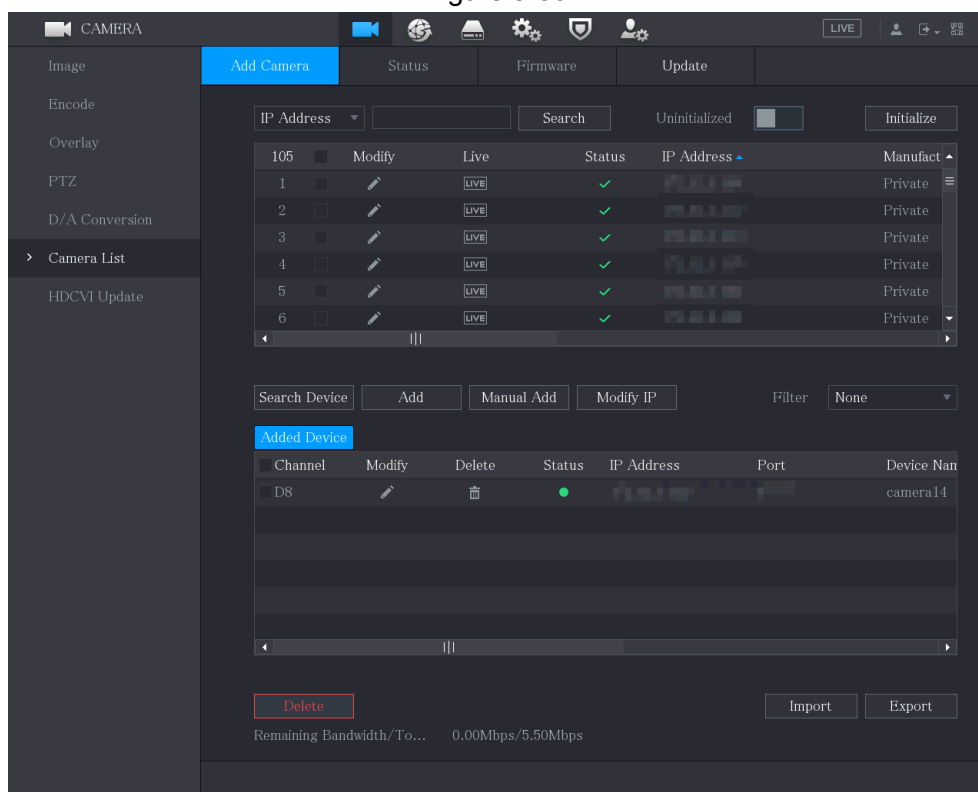 CAMERA LIVE
Image
Encode
Overlay
PTZ
D/A Conversion
Camera List
HDCVI Update
Add Camera Status Firmware Update
IP Address Search Uninitialized Initialize
105 Modify Live Status IP Address Manufact
1 LIVE Private
2 LIVE Private
3 LIVE Private
4 LIVE Private
5 LIVE Private
6 LIVE Private
Search Device Add Manual Add Modify IP Filter None
Added Device
Channel Modify Delete Status IP Address Port Device Nam
D8 camera14
Delete Import Export
Remaining Bandwidth/To... 0.00Mbps/5.50Mbps